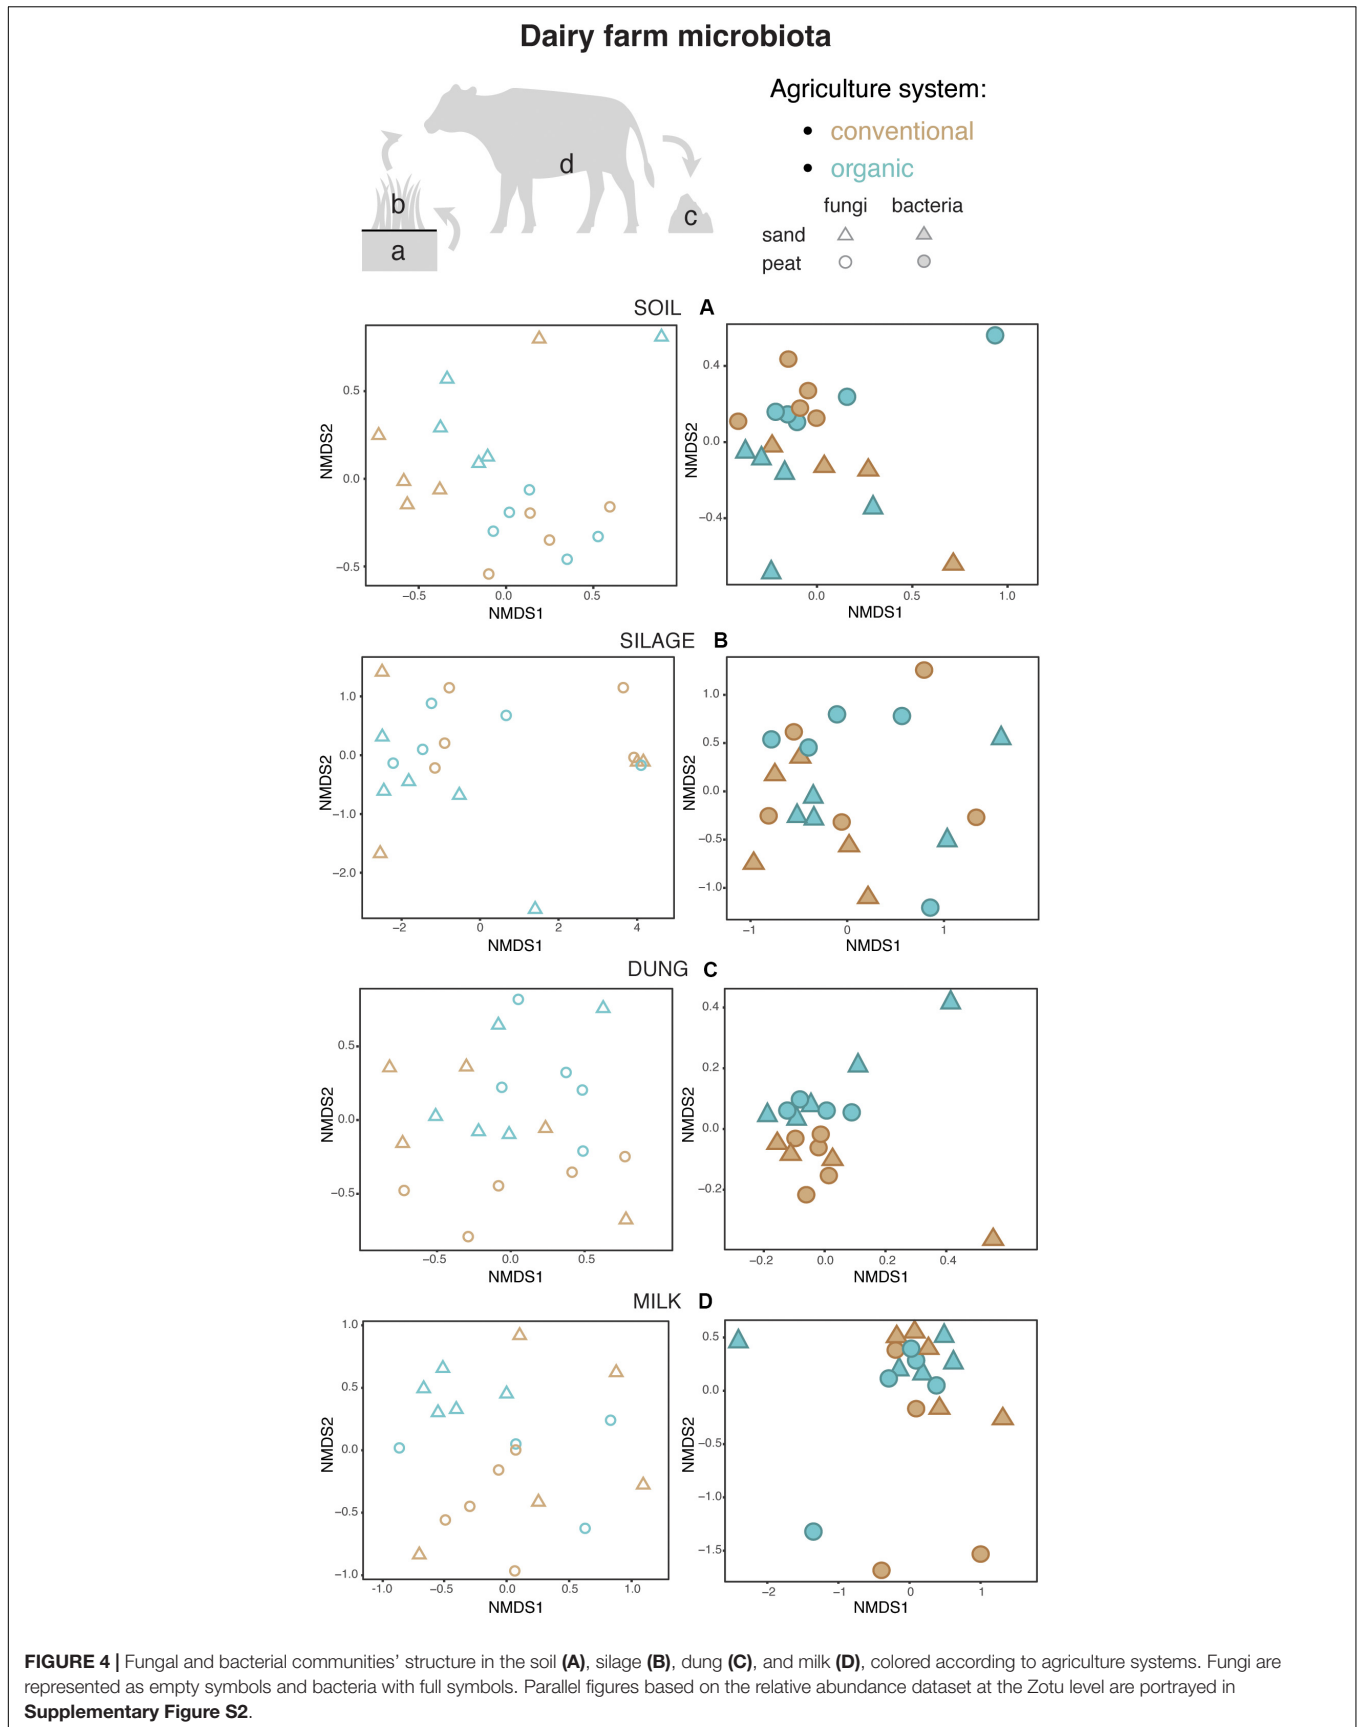 Dairy farm microbiota
Agriculture system:
• conventional
• organic
fungi bacteria
sand
peat
d
b
c
a
SOIL A
NMDS2
0.5
0.0
−0.5
−0.5 0.0 0.5
NMDS1
NMDS2
0.4
0.0
−0.4
0.0 0.5 1.0
NMDS1
SILAGE B
NMDS2
1.0
0.0
−1.0
−2.0
−2 0 2 4
NMDS1
NMDS2
1.0
0.5
0.0
−0.5
−1.0
−1 0 1
NMDS1
DUNG C
NMDS2
0.5
0.0
−0.5
−0.5 0.0 0.5
NMDS1
NMDS2
0.4
0.2
0.0
−0.2
−0.2 0.0 0.2 0.4
NMDS1
MILK D
NMDS2
1.0
0.5
0.0
−0.5
−1.0
-1.0 −0.5 0.0 0.5 1.0
NMDS1
NMDS2
0.5
0.0
−0.5
−1.0
−1.5
−2 −1 0 1
NMDS1
FIGURE 4 | Fungal and bacterial communities’ structure in the soil (A), silage (B), dung (C), and milk (D), colored according to agriculture systems. Fungi are
represented as empty symbols and bacteria with full symbols. Parallel figures based on the relative abundance dataset at the Zotu level are portrayed in
Supplementary Figure S2.